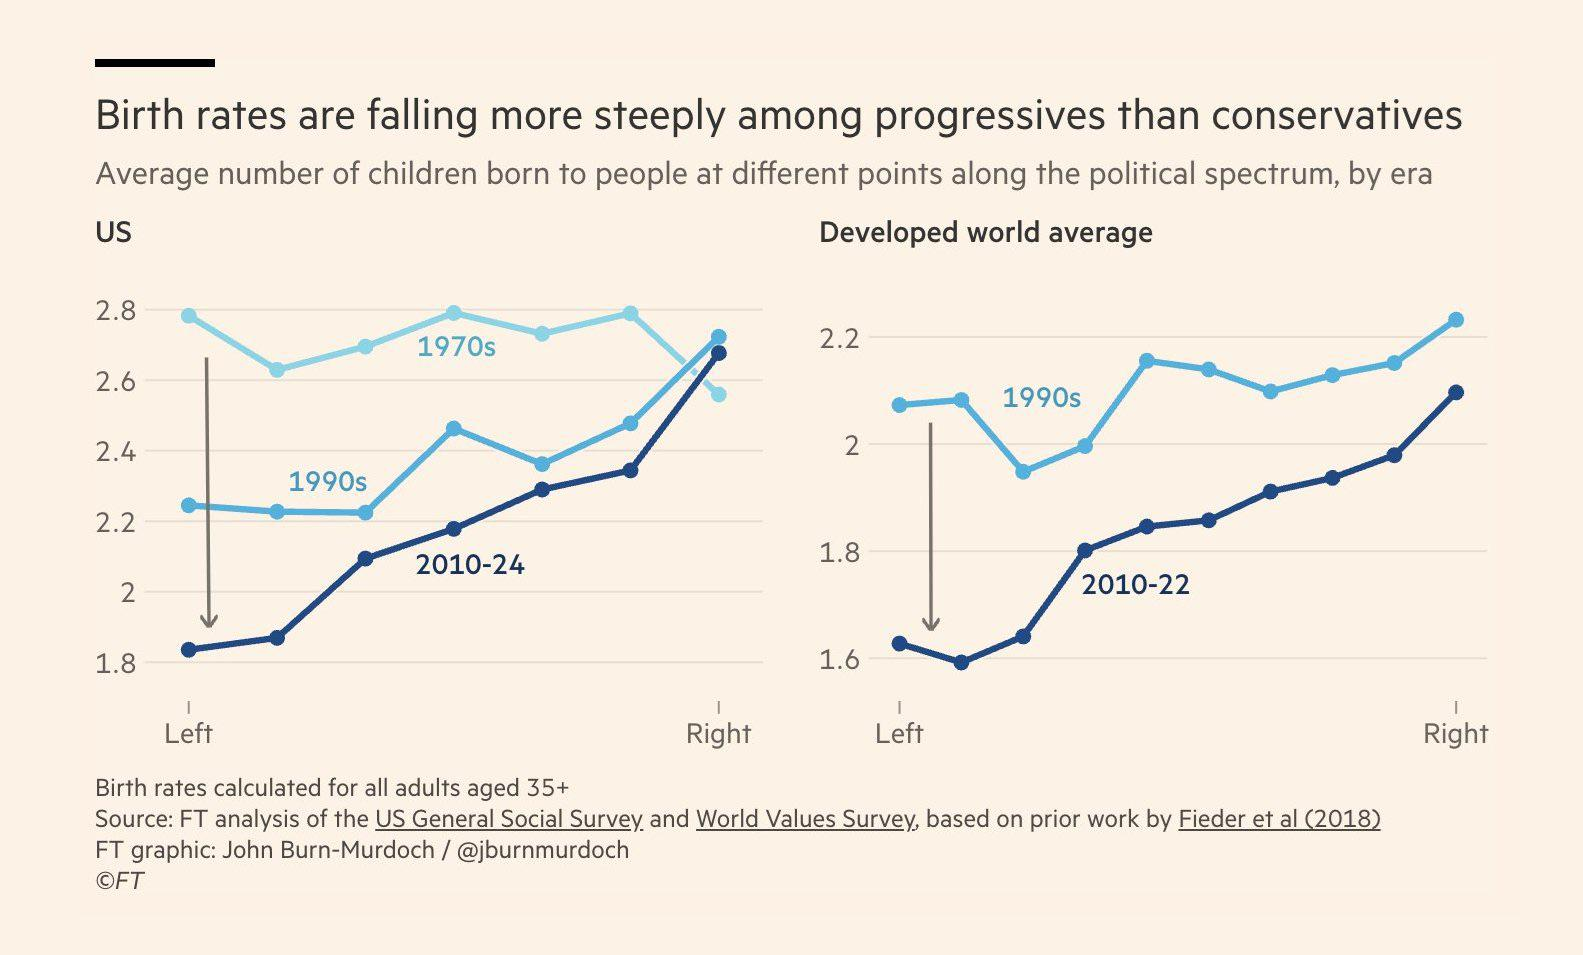 Birth rates are falling more steeply among progressives than conservatives
Average number of children born to people at different points along the political spectrum, by era
US
2.8
2.6
2.4
2.2
2
1.8
1970s
1990s
2010-24
Left
Right
Developed world average
2.2
2
1.8
1.6
1990s
2010-22
Left
Right
Birth rates calculated for all adults aged 35+
Source: FT analysis of the US General Social Survey and World Values Survey, based on prior work by Fieder et al (2018)
FT graphic: John Burn-Murdoch / @jburnmurdoch
©FT